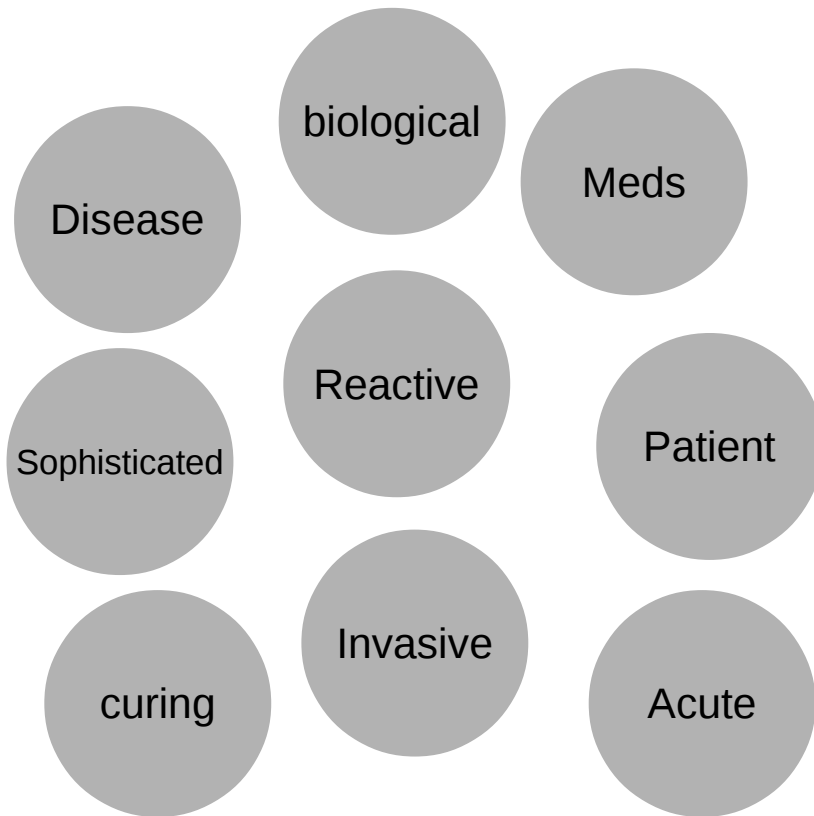 biological
Meds
Disease
Reactive
Patient
Sophisticated
Invasive
curing
Acute